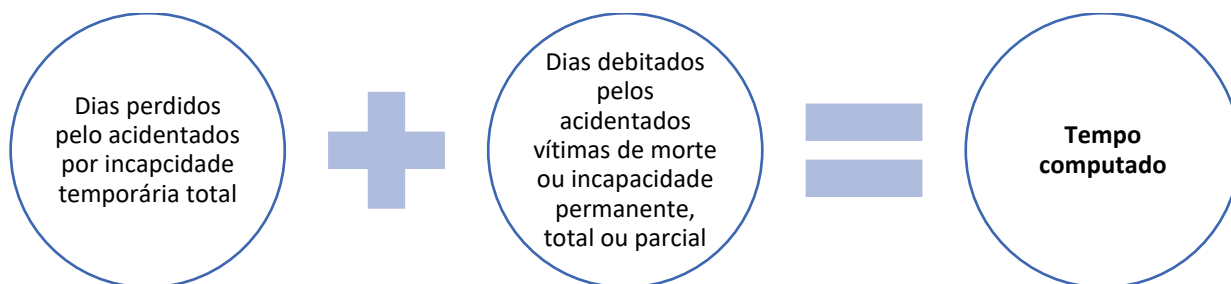 Dias perdidos
pelo acidentados
por incapcidade
temporária total
Dias debitados
pelos
acidentados
vítimas de morte
ou incapacidade
permanente,
total ou parcial
Tempo
computado